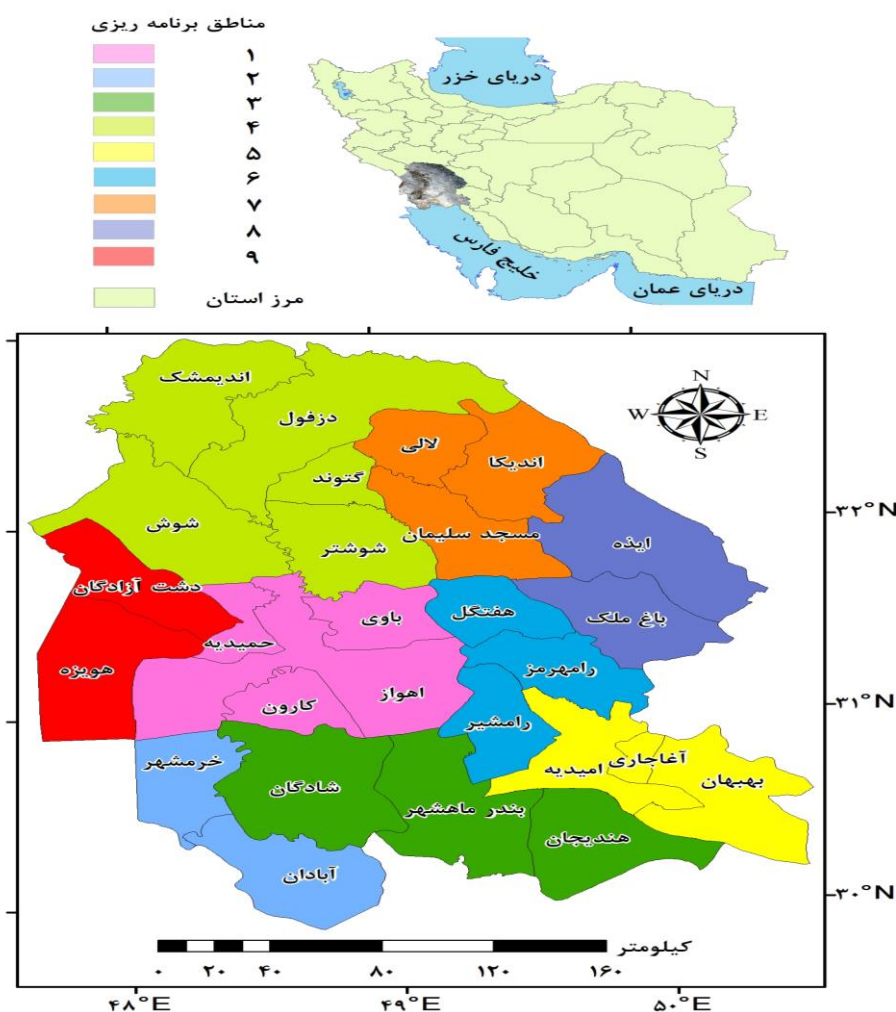 مناطق برنامه ریزی
۱
۲
۳
۴
۵
۶
۷
۸
۹
مرز استان
دریای خزر
خلیج فارس
دریای عمان
N
W E
S
اندیمشک
دزفول
لالی
اندیکا
گتوند
شوش
شوشتر
مسجد سلیمان
ایذه
دشت آزادگان
باوی
هفتگل
باغ ملک
حمیدیه
هویزه
اهواز
رامهرمز
کارون
رامشیر
خرمشهر
شادگان
بندر ماهشهر
امیدیه
آغاجاری
بهبهان
هندیجان
آبادان
۳۲°N
۳۱°N
۳۰°N
کیلومتر
۰ ۲۰ ۴۰ ۸۰ ۱۲۰ ۱۶۰
۴۸°E ۴۹°E ۵۰°E